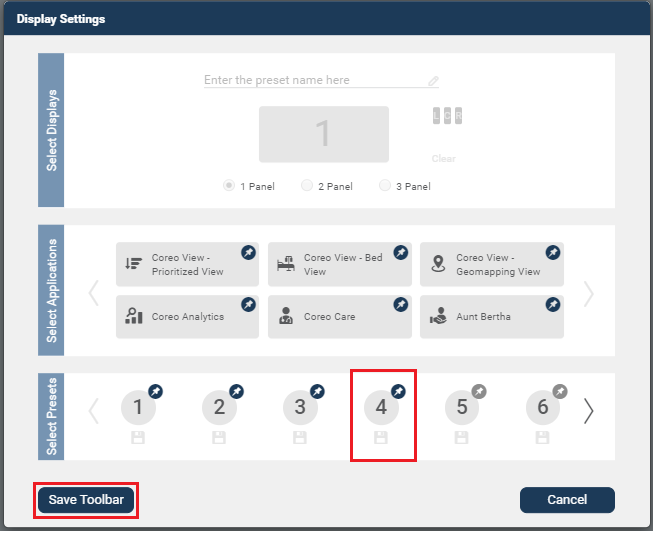 Display Settings
Select Displays
Enter the preset name here
1
L C R
Clear
1 Panel
2 Panel
3 Panel
Select Applications
Coreo View -
Prioritized View
Coreo View - Bed
View
Coreo View -
Geomapping View
Coreo Analytics
Coreo Care
Aunt Bertha
Select Presets
1
2
3
4
5
6
Save Toolbar
Cancel